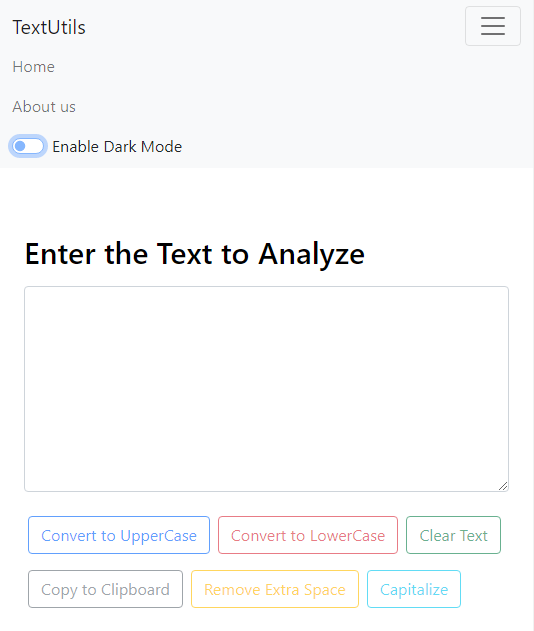 TextUtils
Home
About us
Enable Dark Mode
Enter the Text to Analyze
Convert to UpperCase Convert to LowerCase Clear Text
Copy to Clipboard Remove Extra Space Capitalize